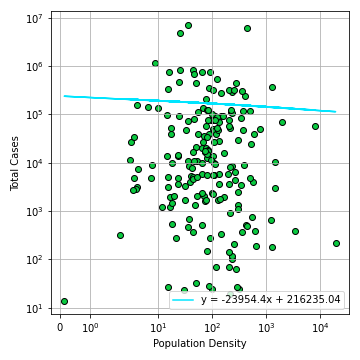 10⁷
10⁶
10⁵
10⁴
10³
10²
10¹
Total Cases
y = -23954.4x + 216235.04
0 10⁰ 10¹ 10² 10³ 10⁴
Population Density